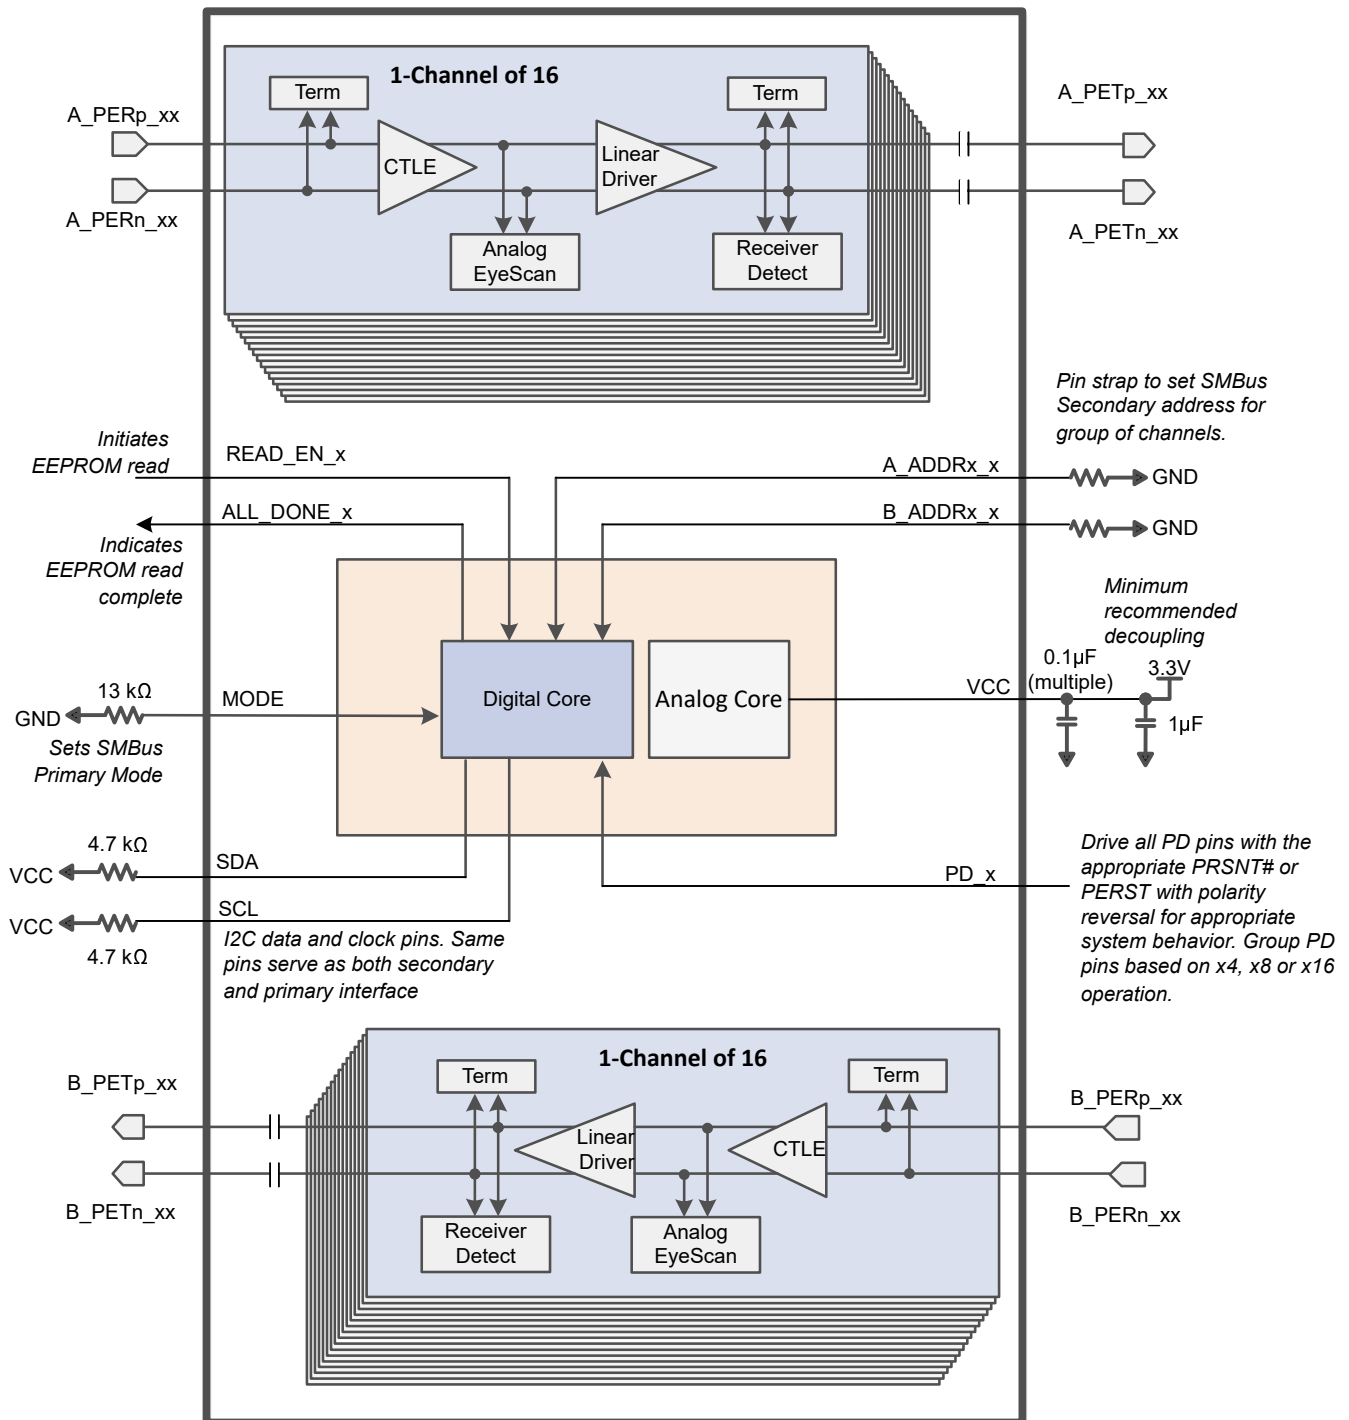 1-Channel of 16
Term
Term
A_PERp_xx
A_PETp_xx
CTLE
Linear
Driver
A_PERn_xx
A_PETn_xx
Analog
EyeScan
Receiver
Detect
Pin strap to set SMBus
Secondary address for
group of channels.
Initiates
EEPROM read
READ_EN_x
A_ADDRx_x
GND
ALL_DONE_x
B_ADDRx_x
GND
Indicates
EEPROM read
complete
Minimum
recommended
decoupling
0.1µF
(multiple)
3.3V
1µF
VCC
Digital Core
Analog Core
13 kΩ
MODE
GND
Sets SMBus
Primary Mode
4.7 kΩ
SDA
VCC
SCL
VCC
4.7 kΩ
I2C data and clock pins. Same
pins serve as both secondary
and primary interface
PD_x
Drive all PD pins with the
appropriate PRSNT# or
PERST with polarity
reversal for appropriate
system behavior. Group PD
pins based on x4, x8 or x16
operation.
1-Channel of 16
Term
Term
B_PETp_xx
B_PERp_xx
Linear
Driver
CTLE
B_PETn_xx
B_PERn_xx
Receiver
Detect
Analog
EyeScan